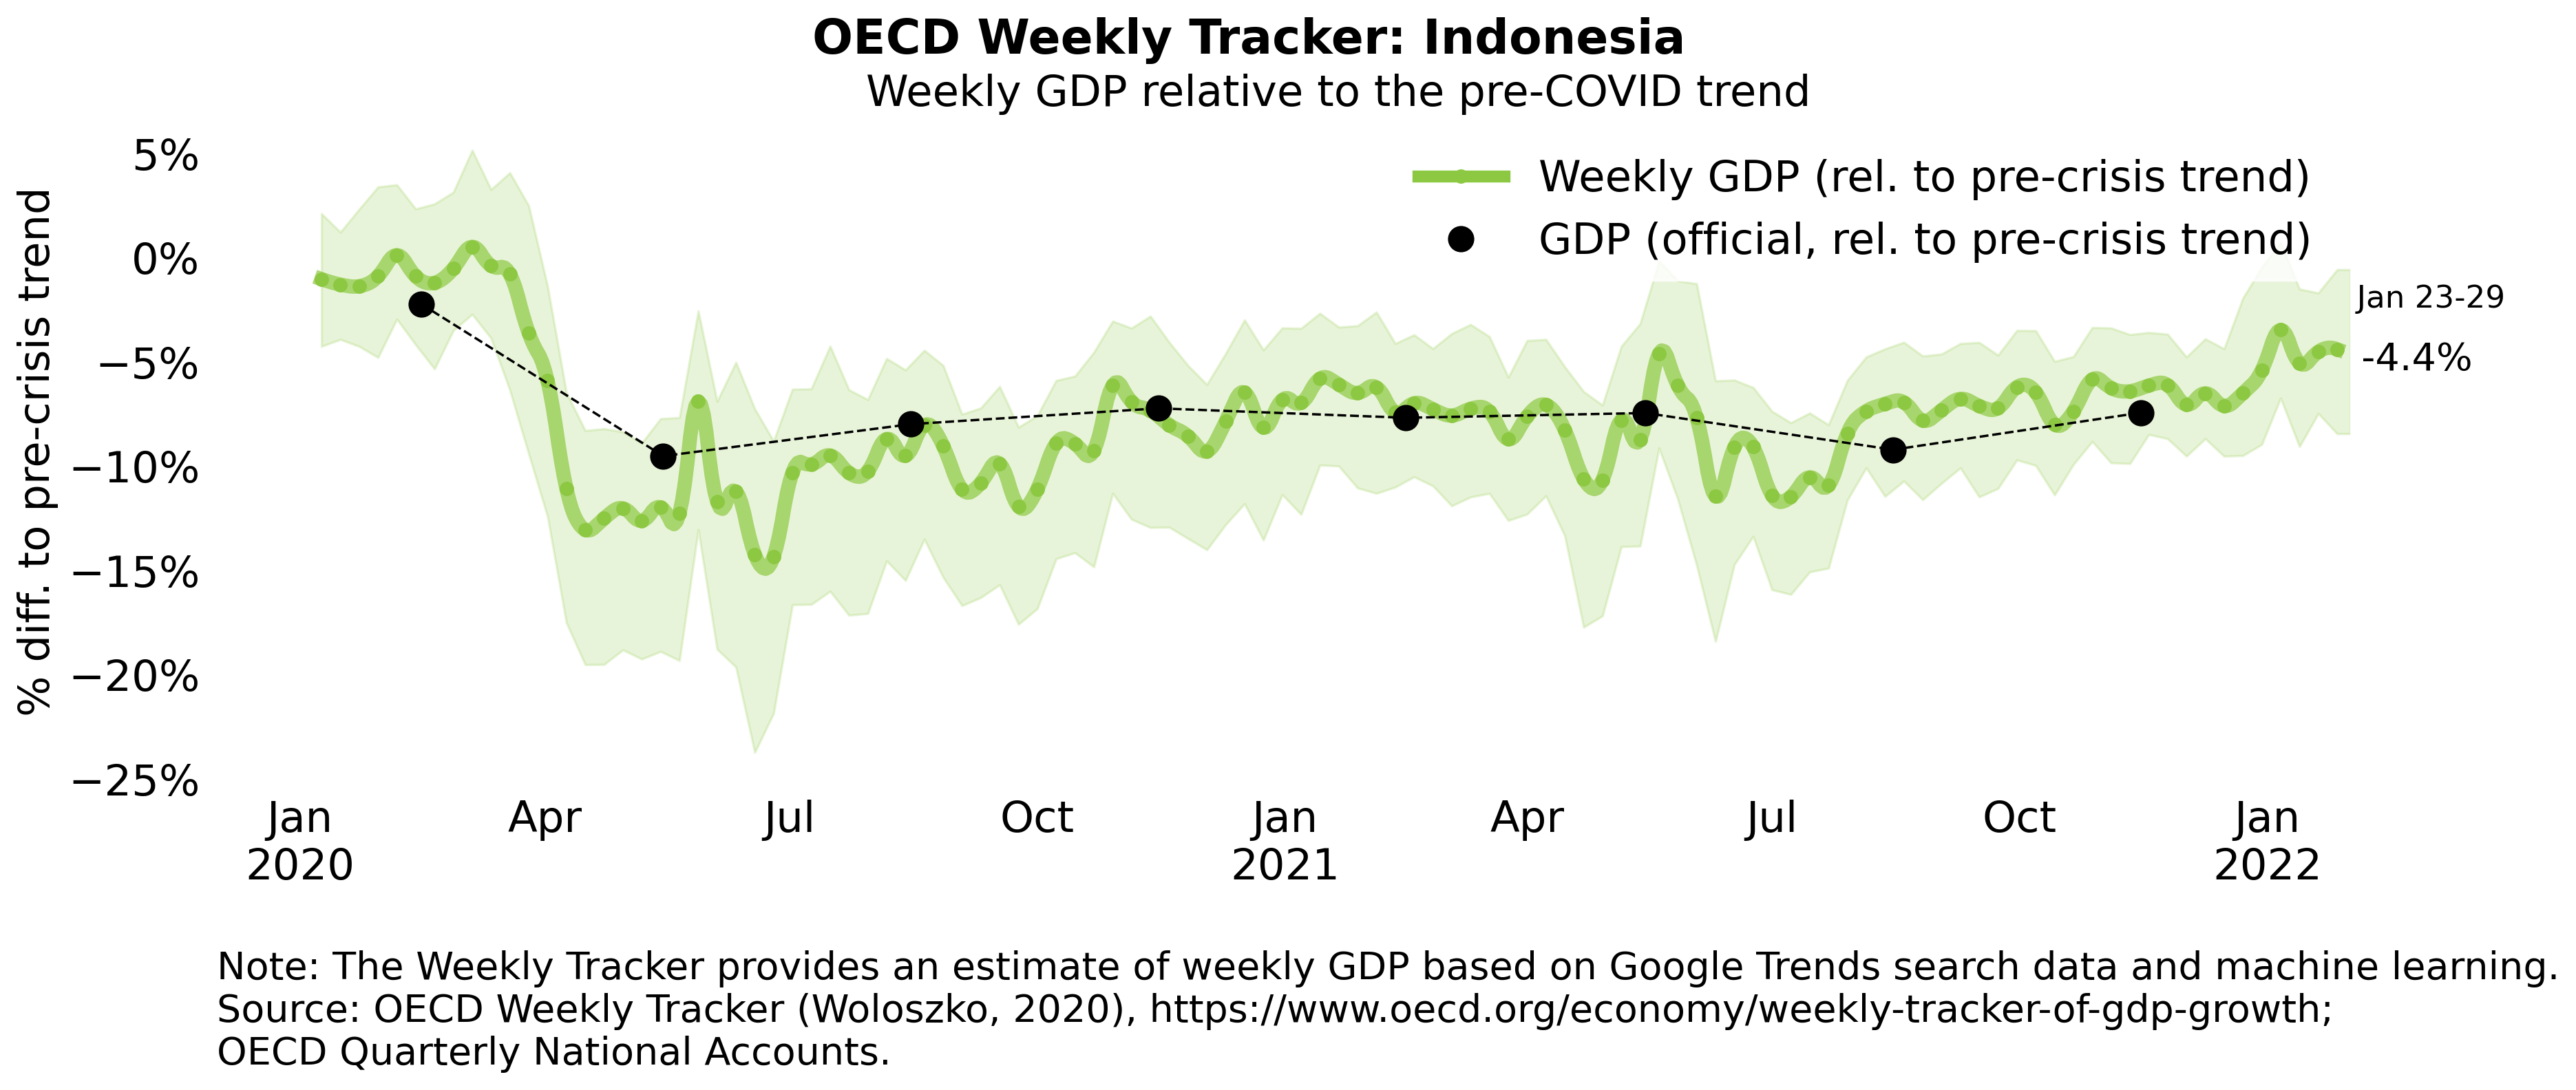 OECD Weekly Tracker: Indonesia
Weekly GDP relative to the pre-COVID trend
% diff. to pre-crisis trend
5%
0%
−5%
−10%
−15%
−20%
−25%
Weekly GDP (rel. to pre-crisis trend)
GDP (official, rel. to pre-crisis trend)
Jan 23-29
-4.4%
Jan Apr Jul Oct Jan Apr Jul Oct Jan
2020 2021 2022
Note: The Weekly Tracker provides an estimate of weekly GDP based on Google Trends search data and machine learning.
Source: OECD Weekly Tracker (Woloszko, 2020), https://www.oecd.org/economy/weekly-tracker-of-gdp-growth;
OECD Quarterly National Accounts.